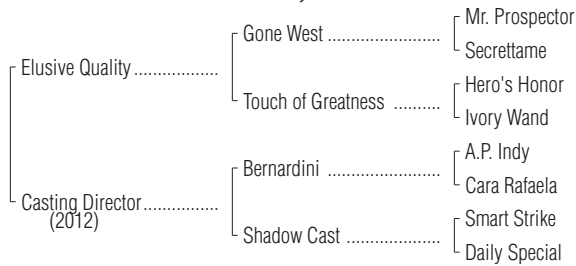 Mr. Prospector
Gone West ........................
Secrettame
Elusive Quality ..................
Hero's Honor
Touch of Greatness ..........
Ivory Wand
A.P. Indy
Bernardini ........................
Cara Rafaela
Casting Director................
(2012)
Smart Strike
Shadow Cast ....................
Daily Special